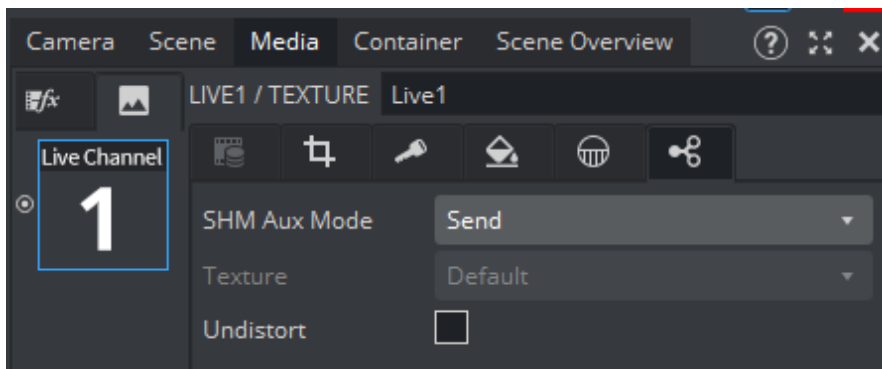 Camera Scene Media Container Scene Overview
fx LIVE1 / TEXTURE Live1
Live Channel
1
SHM Aux Mode Send
Texture Default
Undistort